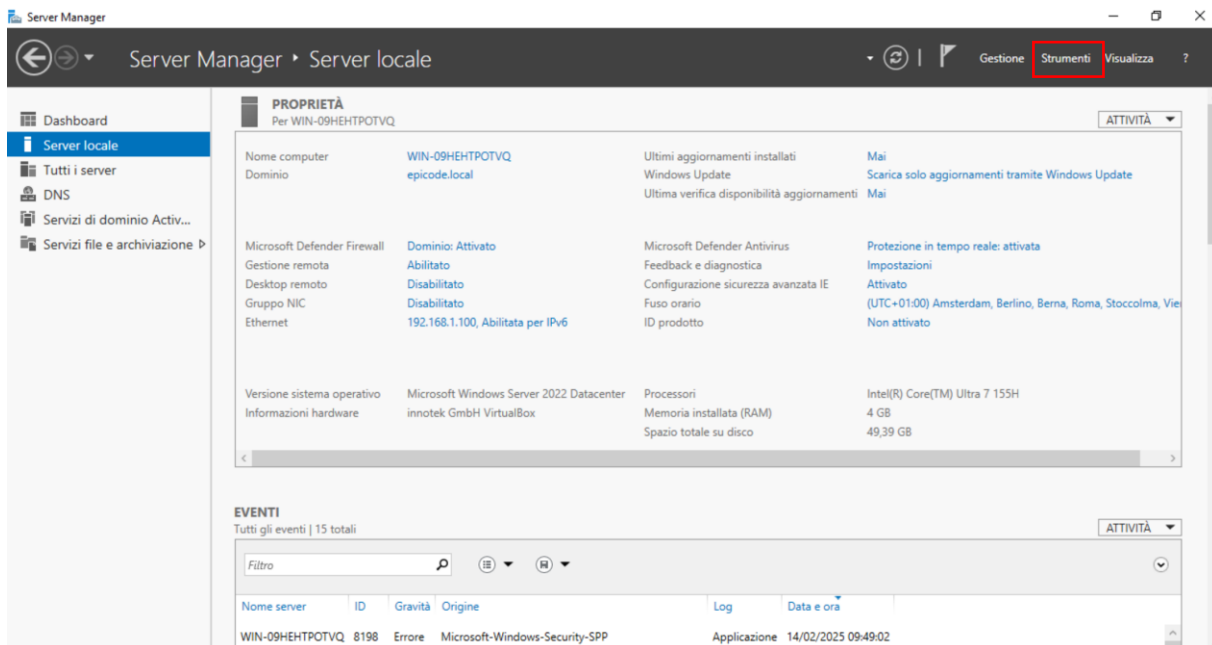 Server Manager
Server Manager ‣ Server locale
Gestione Strumenti Visualizza ?
Dashboard
Server locale
Tutti i server
DNS
Servizi di dominio Activ...
Servizi file e archiviazione
PROPRIETÀ
Per WIN-09HEHTPOTVQ
ATTIVITÀ
Nome computer WIN-09HEHTPOTVQ Ultimi aggiornamenti installati Mai
Dominio epicode.local Windows Update Scarica solo aggiornamenti tramite Windows Update
Ultima verifica disponibilità aggiornamenti Mai
Microsoft Defender Firewall Dominio: Attivato Microsoft Defender Antivirus Protezione in tempo reale: attivata
Gestione remota Abilitato Feedback e diagnostica Impostazioni
Desktop remoto Disabilitato Configurazione sicurezza avanzata IE Attivato
Gruppo NIC Disabilitato Fuso orario (UTC+01:00) Amsterdam, Berlino, Berna, Roma, Stoccolma, Vie
Ethernet 192.168.1.100, Abilitata per IPv6 ID prodotto Non attivato
Versione sistema operativo Microsoft Windows Server 2022 Datacenter Processori Intel(R) Core(TM) Ultra 7 155H
Informazioni hardware innotek GmbH VirtualBox Memoria installata (RAM) 4 GB
Spazio totale su disco 49,39 GB
EVENTI
Tutti gli eventi | 15 totali
ATTIVITÀ
Filtro
Nome server ID Gravità Origine Log Data e ora
WIN-09HEHTPOTVQ 8198 Errore Microsoft-Windows-Security-SPP Applicazione 14/02/2025 09:49:02